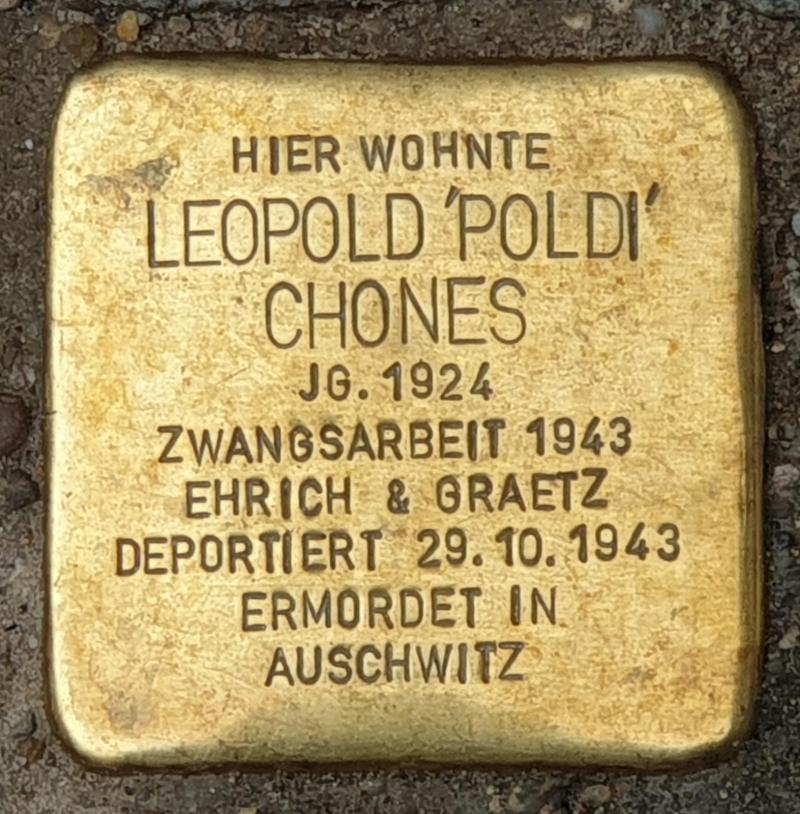 HIER WOHNTE
LEOPOLD 'POLDI'
CHONES
JG. 1924
ZWANGSARBEIT 1943
EHRICH & GRAETZ
DEPORTIERT 29.10.1943
ERMORDET IN
AUSCHWITZ